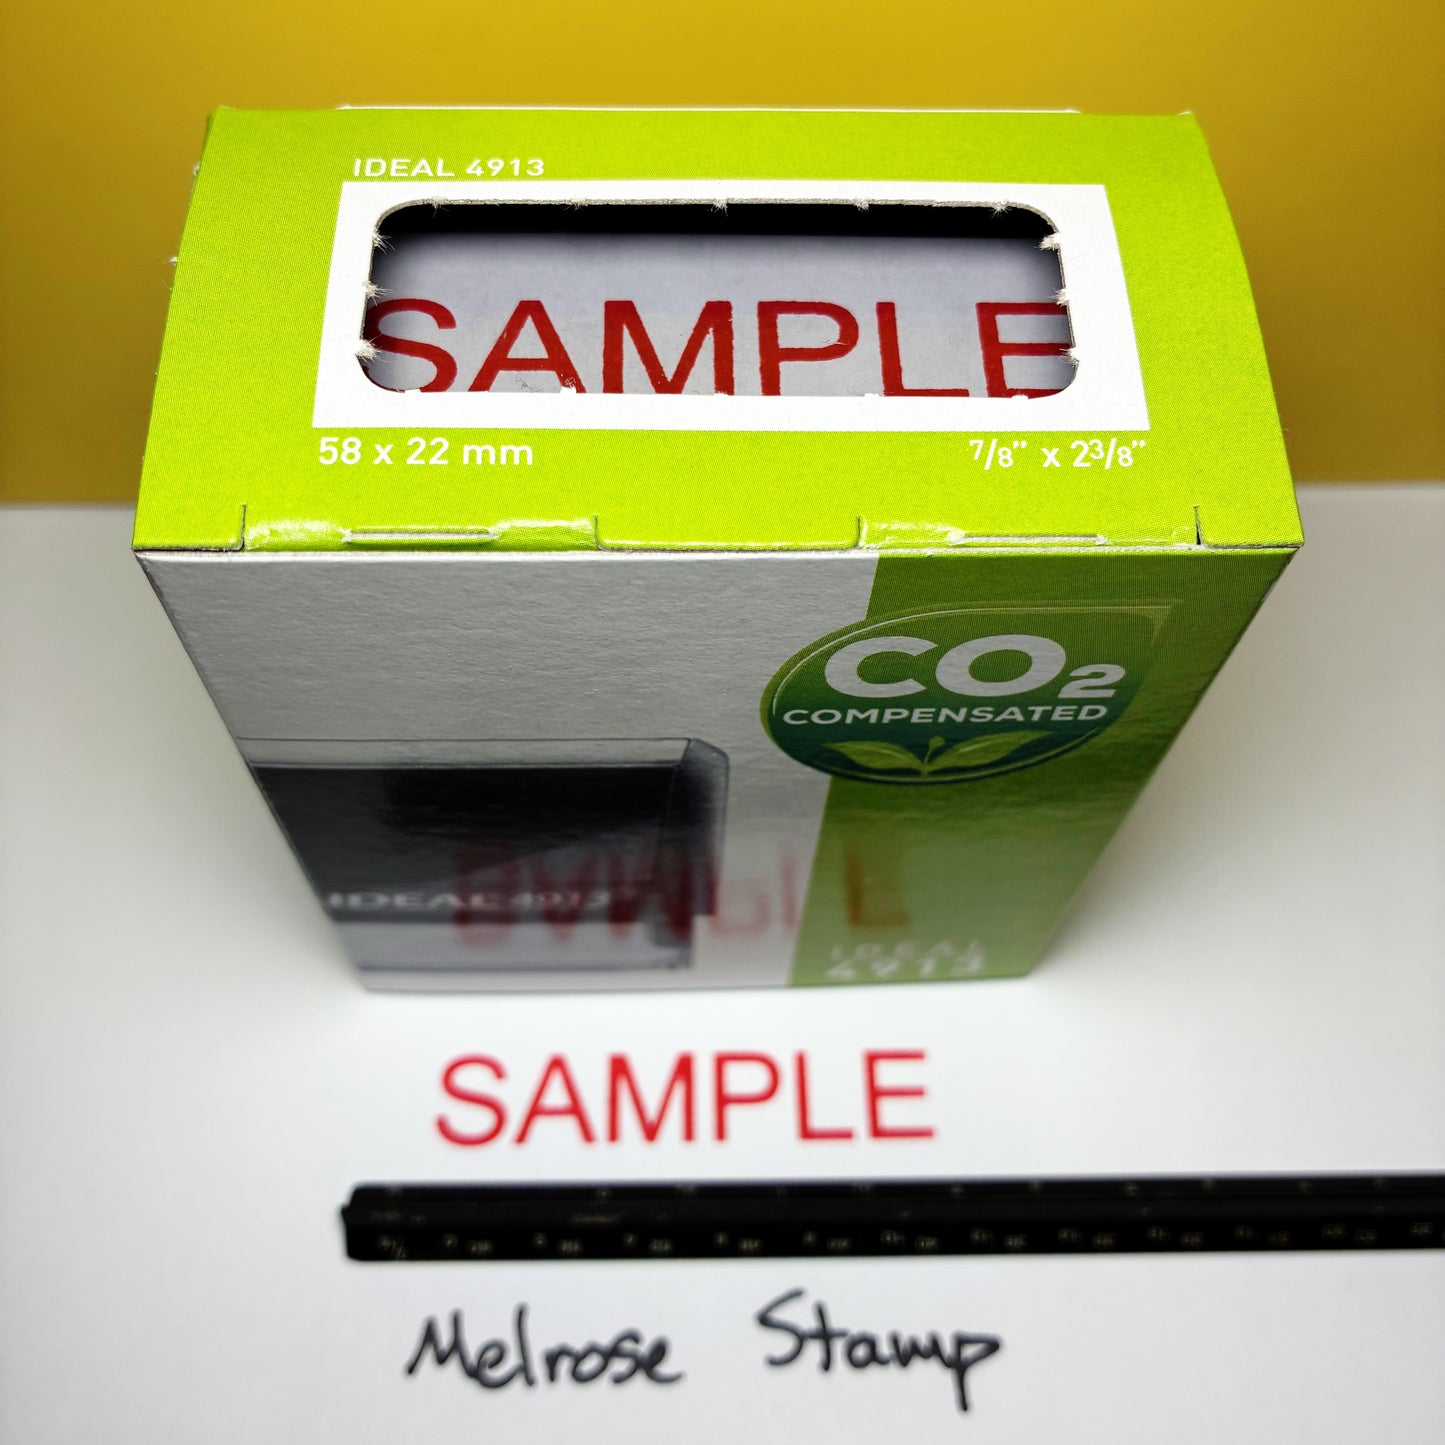 IDEAL 4913
SAMPLE
58 x 22 mm
7/8" x 23/8"
CO2
COMPENSATED
IDEAL 4913
IDEAL
4913
SAMPLE
Melrose Stamp